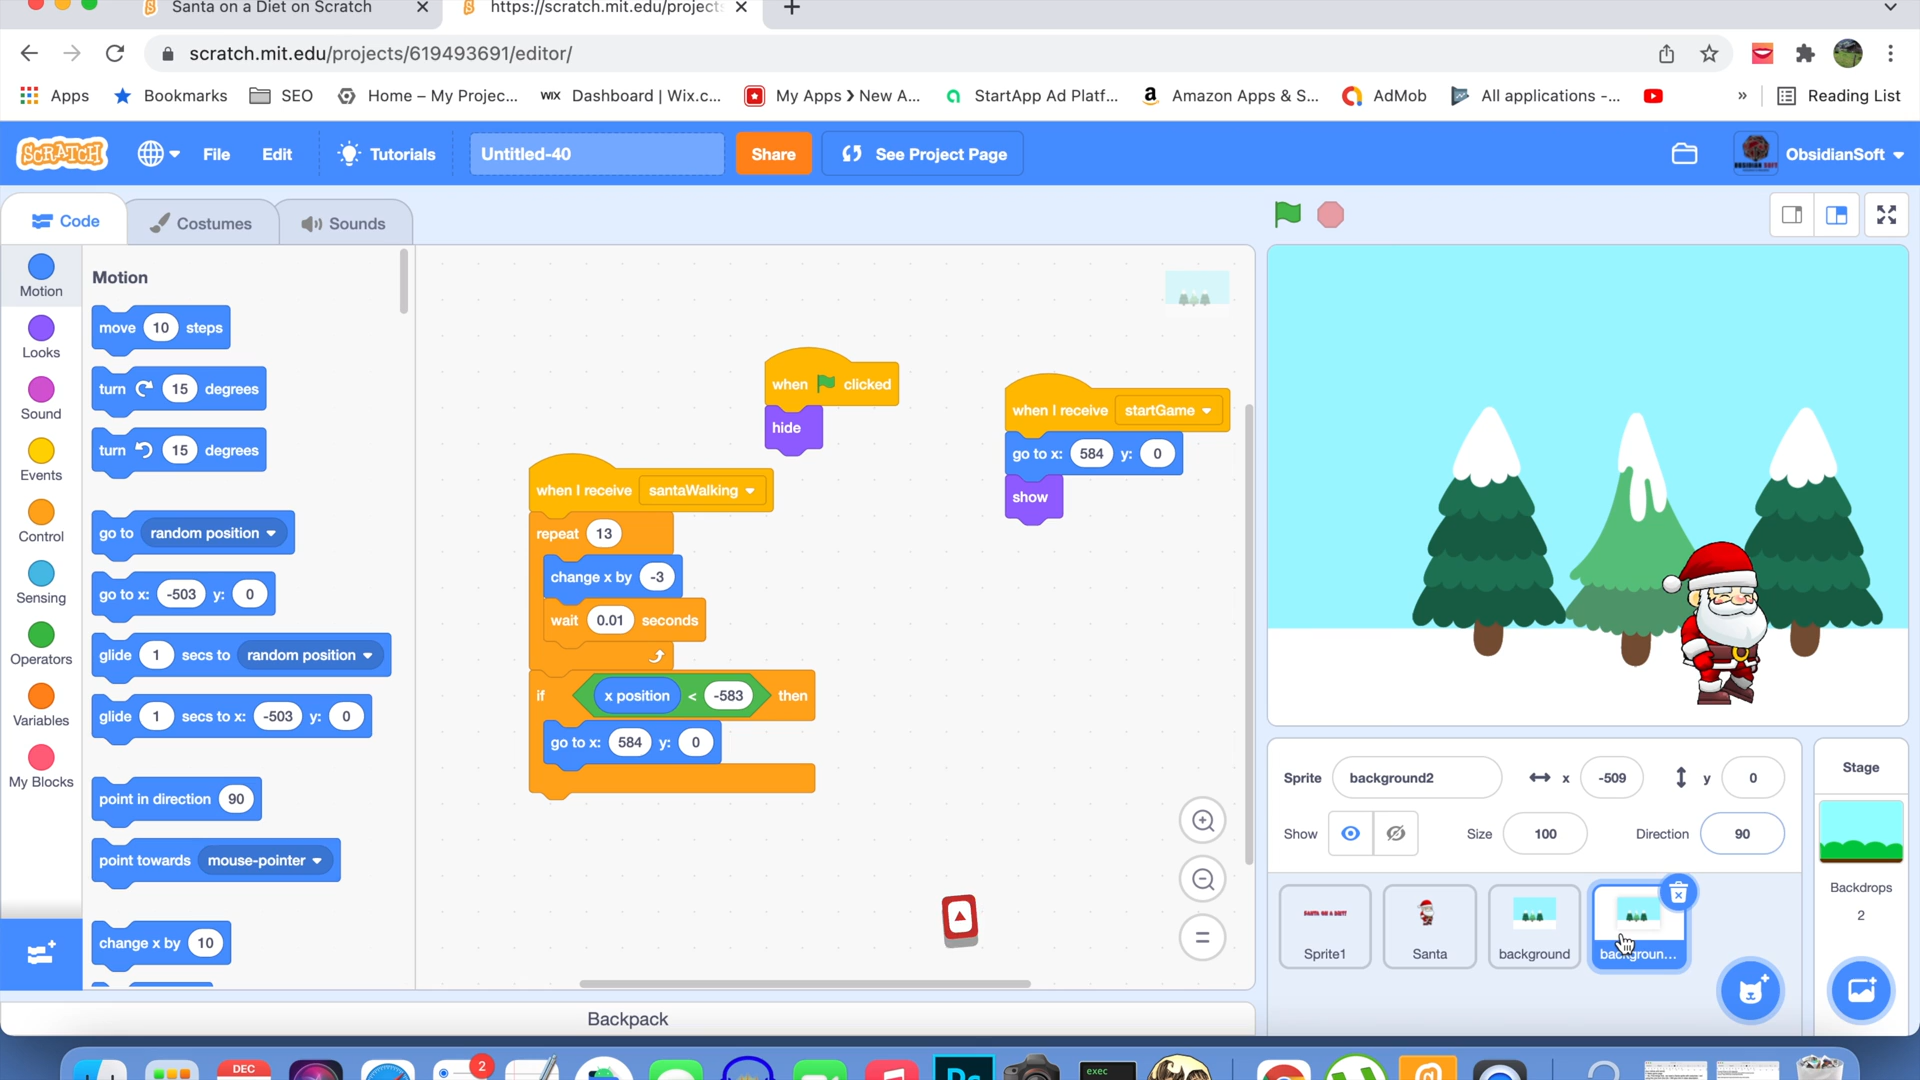 Santa on a Diet on Scratch
https://scratch.mit.edu/project
scratch.mit.edu/projects/619493691/editor/
Apps
Bookmarks
SEO
Home – My Projec...
WIX Dashboard | Wix.c...
My Apps > New A...
StartApp Ad Platf...
Amazon Apps & S...
AdMob
All applications -...
»
Reading List
SCRATCH
File
Edit
Tutorials
Untitled-40
Share
See Project Page
ObsidianSoft
Code
Costumes
Sounds
Motion
Looks
Sound
Events
Control
Sensing
Operators
Variables
My Blocks
Motion
move 10 steps
turn 15 degrees
turn 15 degrees
go to random position
go to x: -503 y: 0
glide 1 secs to random position
glide 1 secs to x: -503 y: 0
point in direction 90
point towards mouse-pointer
change x by 10
when clicked
hide
when I receive startGame
go to x: 584 y: 0
show
when I receive santaWalking
repeat 13
change x by -3
wait 0.01 seconds
if x position < -583 then
go to x: 584 y: 0
Sprite background2 x -509 y 0
Show Size 100 Direction 90
SANTA ON A DIET!
Sprite1
Santa
background
backgroun...
Stage
Backdrops
2
Backpack
DEC
2
exec